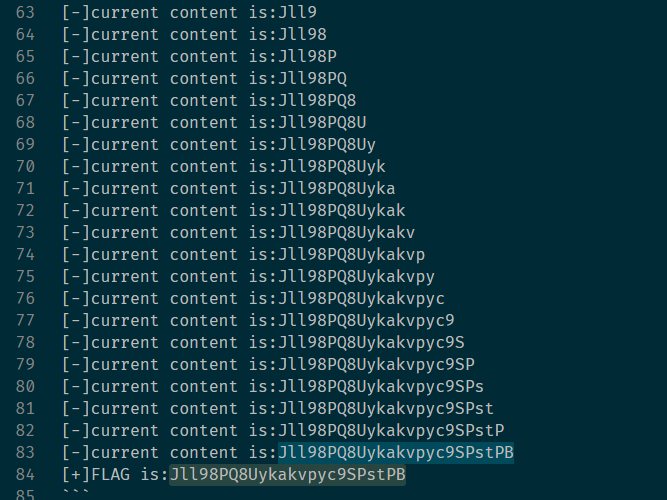 63 [-]current content is:Jll9
64 [-]current content is:Jll98
65 [-]current content is:Jll98P
66 [-]current content is:Jll98PQ
67 [-]current content is:Jll98PQ8
68 [-]current content is:Jll98PQ8U
69 [-]current content is:Jll98PQ8Uy
70 [-]current content is:Jll98PQ8Uyk
71 [-]current content is:Jll98PQ8Uyka
72 [-]current content is:Jll98PQ8Uykak
73 [-]current content is:Jll98PQ8Uykakv
74 [-]current content is:Jll98PQ8Uykakvp
75 [-]current content is:Jll98PQ8Uykakvpy
76 [-]current content is:Jll98PQ8Uykakvpyc
77 [-]current content is:Jll98PQ8Uykakvpyc9
78 [-]current content is:Jll98PQ8Uykakvpyc9S
79 [-]current content is:Jll98PQ8Uykakvpyc9SP
80 [-]current content is:Jll98PQ8Uykakvpyc9SPs
81 [-]current content is:Jll98PQ8Uykakvpyc9SPst
82 [-]current content is:Jll98PQ8Uykakvpyc9SPstP
83 [-]current content is:Jll98PQ8Uykakvpyc9SPstPB
84 [+]FLAG is:Jll98PQ8Uykakvpyc9SPstPB
85 ```